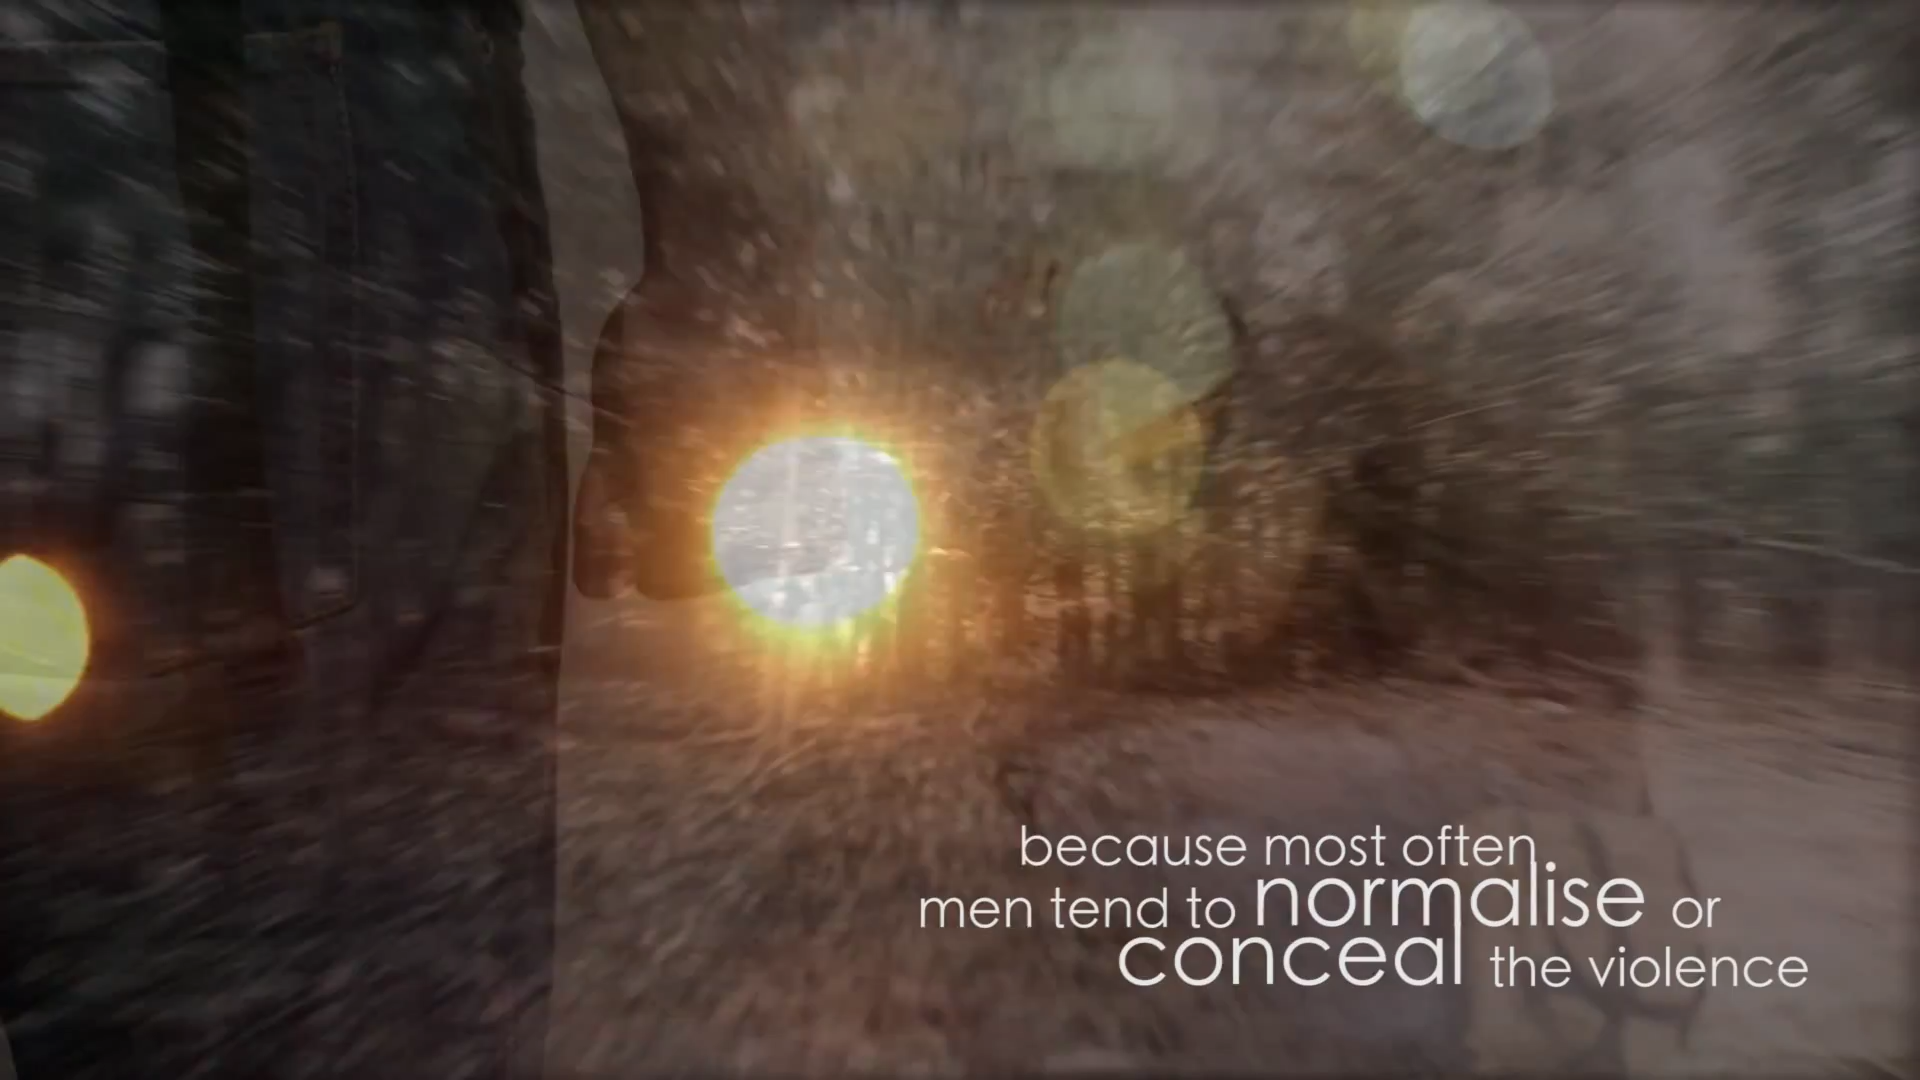 because most often
men tend to normalise or
conceal the violence